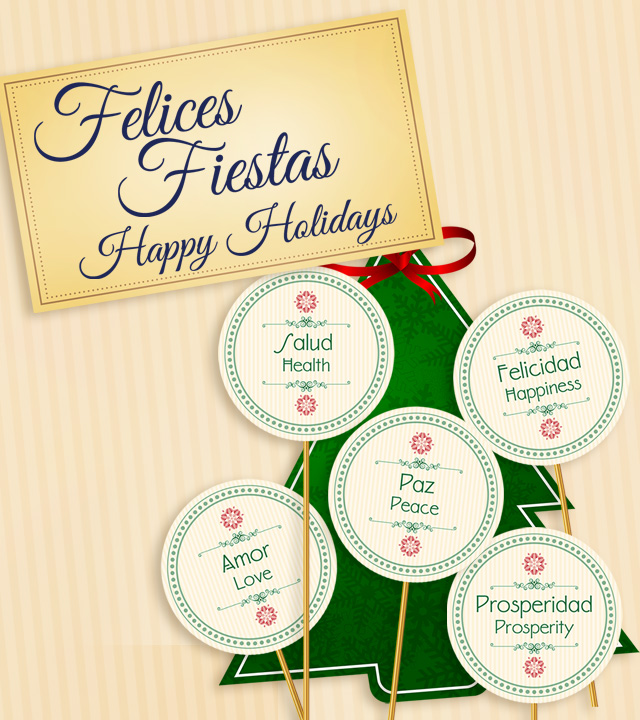 Felices
Fiestas
Happy Holidays
Salud
Health
Felicidad
Happiness
Paz
Peace
Amor
Love
Prosperidad
Prosperity